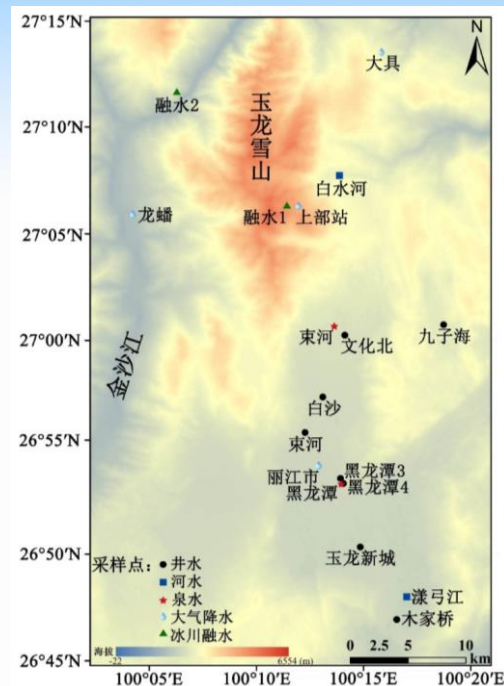 27°15′N
N
大具
融水2
玉龙雪山
27°10′N
白水河
龙蟠
融水1
上部站
27°05′N
金沙江
27°00′N
束河
文化北
九子海
白沙
26°55′N
束河
丽江市
黑龙潭3
黑龙潭
黑龙潭4
26°50′N
玉龙新城
采样点：
井水
河水
泉水
大气降水
冰川融水
漾弓江
木家桥
海拔
-22
6554 (m)
0 2.5 5 10
km
26°45′N
100°05′E 100°10′E 100°15′E 100°20′E